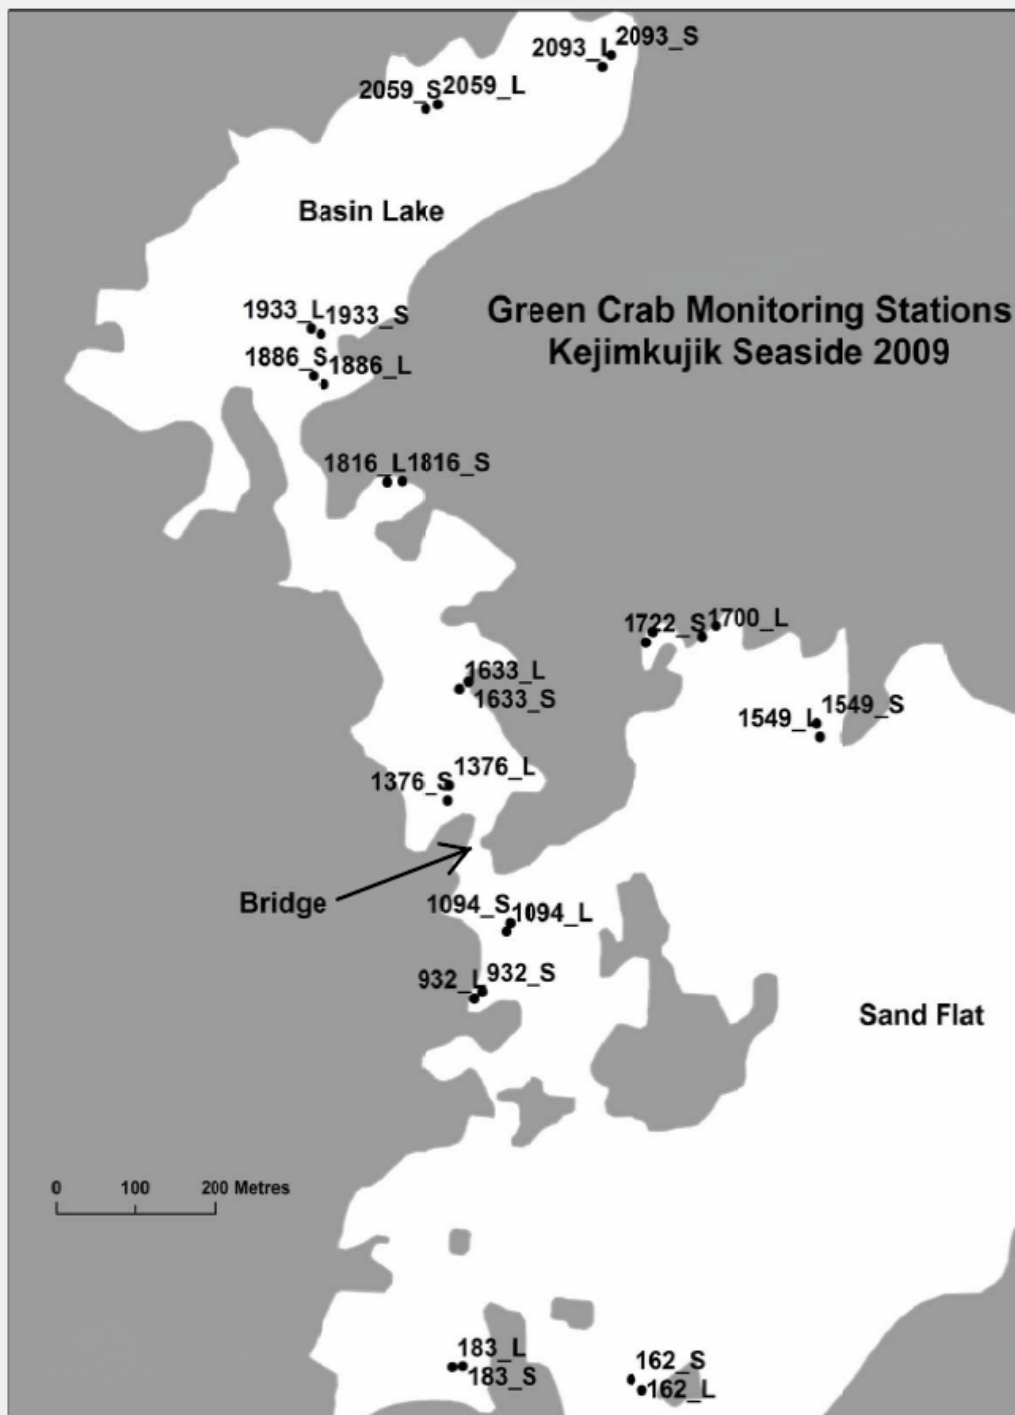 2093_L 2093_S
2059_S 2059_L
Basin Lake
1933_L 1933_S
Green Crab Monitoring Stations
Kejimkujik Seaside 2009
1886_S 1886_L
1816_L 1816_S
1722_S 1700_L
1633_L
1633_S
1549_L 1549_S
1376_S 1376_L
Bridge
1094_S 1094_L
932_L 932_S
Sand Flat
0 100 200 Metres
183_L
183_S
162_S
162_L